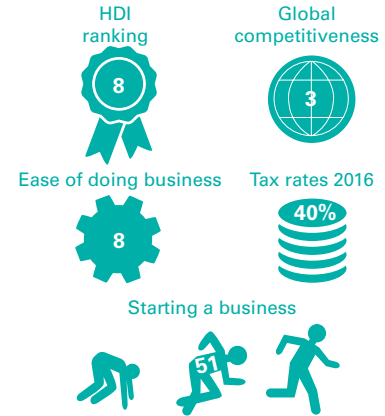 HDI
ranking
8
Global
competitiveness
3
Ease of doing business
8
Tax rates 2016
40%
Starting a business
51